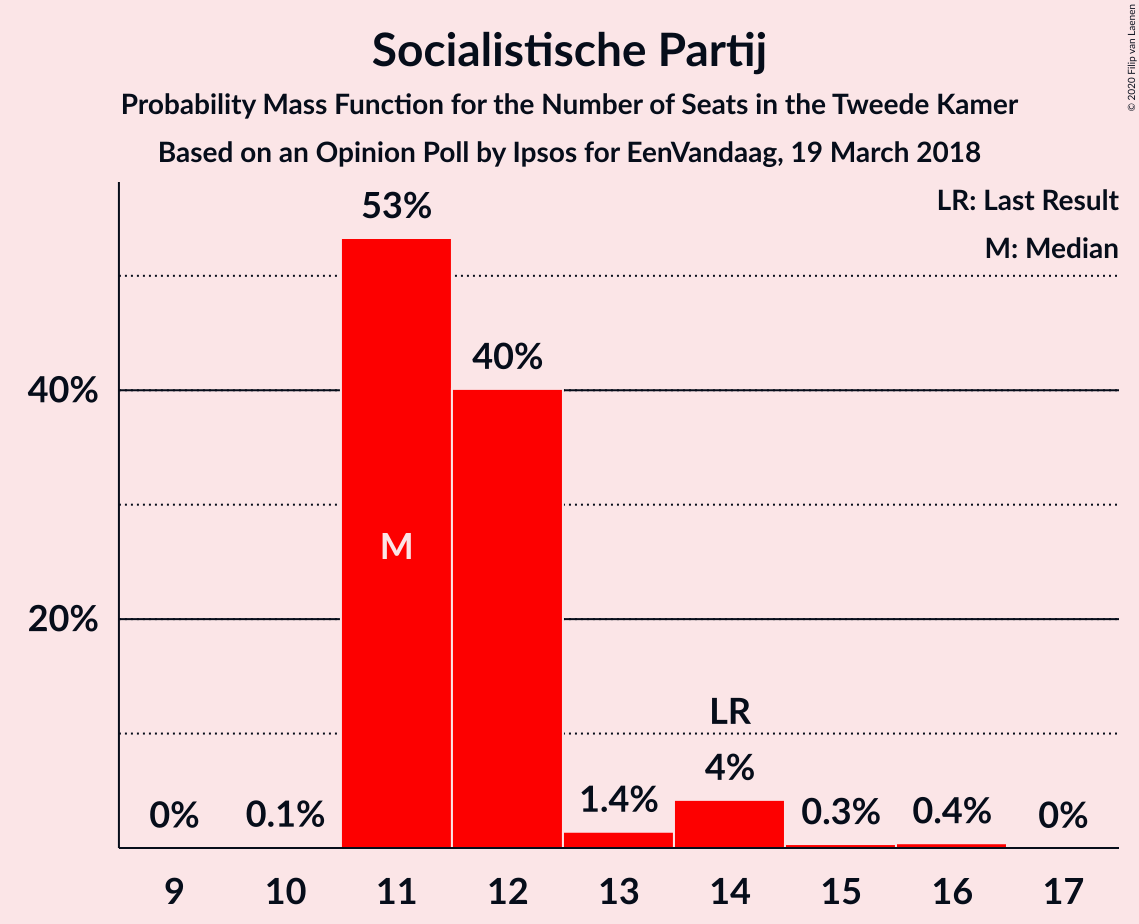 Socialistische Partij
Probability Mass Function for the Number of Seats in the Tweede Kamer
Based on an Opinion Poll by Ipsos for EenVandaag, 19 March 2018
© 2020 Filip van Laenen
LR: Last Result
M: Median
53%
40%
40%
M
20%
LR
4%
0%
0.1%
1.4%
0.3%
0.4%
0%
9 10 11 12 13 14 15 16 17